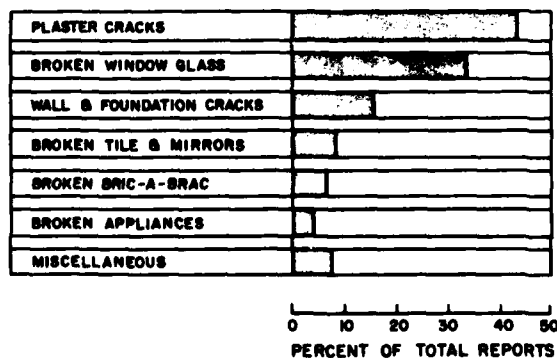 PLASTER CRACKS
BROKEN WINDOW GLASS
WALL & FOUNDATION CRACKS
BROKEN TILE & MIRRORS
BROKEN BRIC-A-BRAC
BROKEN APPLIANCES
MISCELLANEOUS
0 10 20 30 40 50
PERCENT OF TOTAL REPORTS